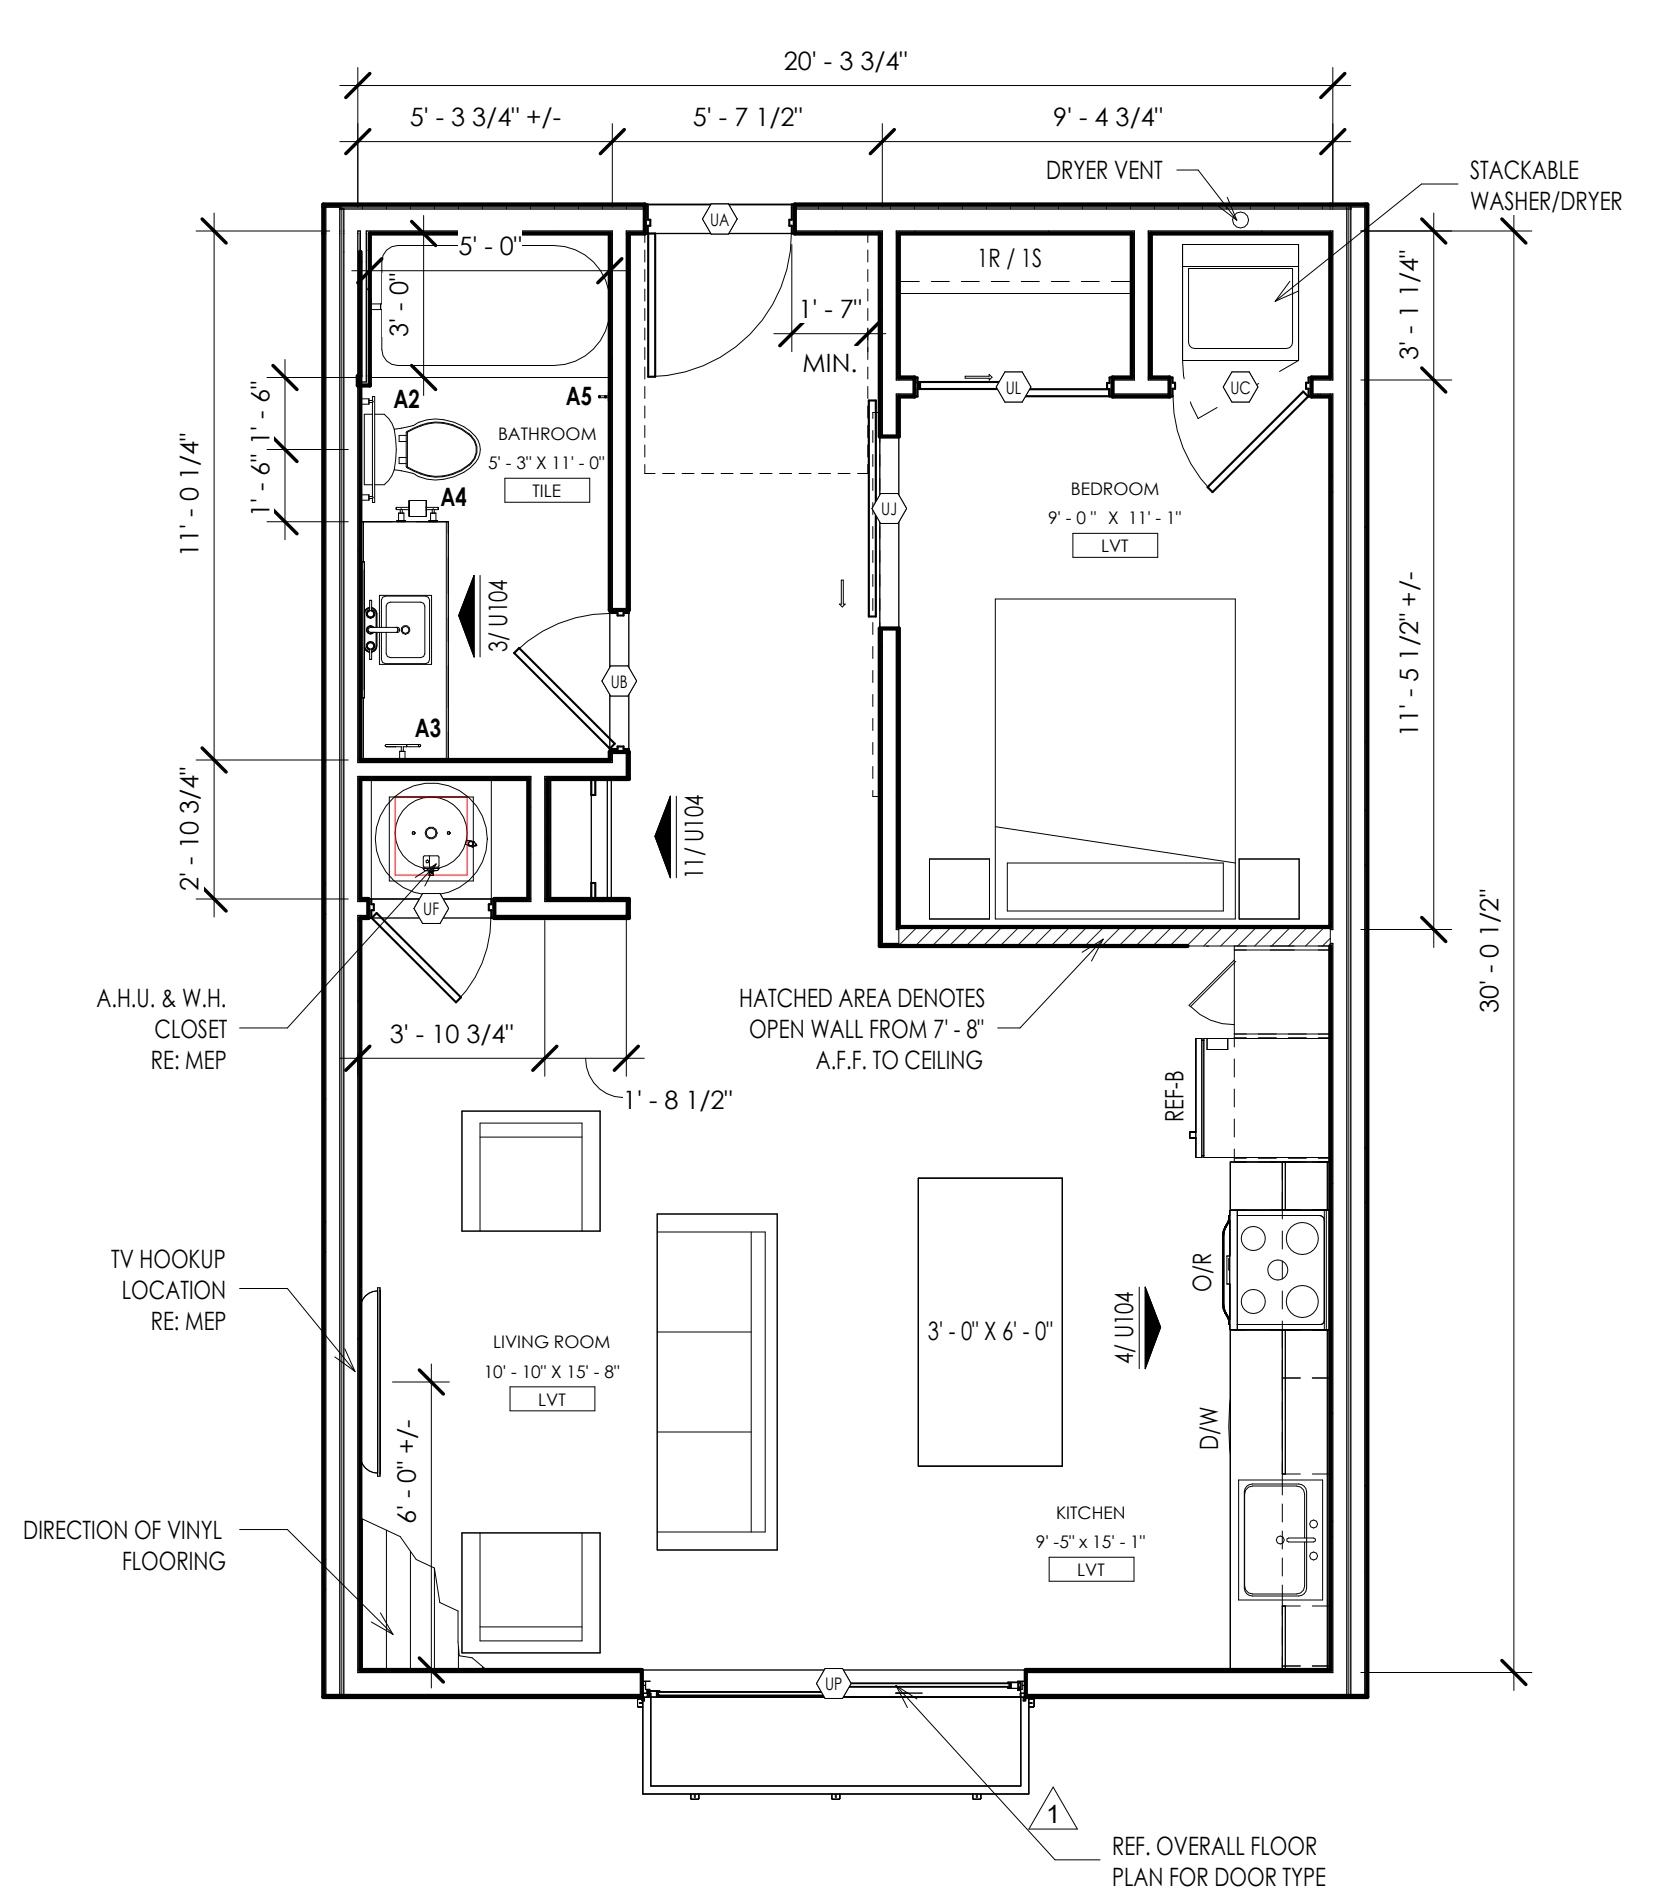 20' - 3 3/4"
5' - 3 3/4" +/-
5' - 7 1/2"
9' - 4 3/4"
DRYER VENT
STACKABLE
WASHER/DRYER
UA
5' - 0"
3' - 0"
1R / 1S
1' - 7"
MIN.
3' - 1 1/4"
UL
UC
A2
A5
1' - 6"
1' - 6"
11' - 0 1/4"
BATHROOM
5' - 3" X 11' - 0"
TILE
A4
BEDROOM
9' - 0 " X 11' - 1"
LVT
UJ
3/ U104
11' - 5 1/2" +/-
UB
A3
2' - 10 3/4"
11/ U104
UF
30' - 0 1/2"
A.H.U. & W.H.
CLOSET
RE: MEP
HATCHED AREA DENOTES
OPEN WALL FROM 7' - 8"
A.F.F. TO CEILING
3' - 10 3/4"
1' - 8 1/2"
REF-B
TV HOOKUP
LOCATION
RE: MEP
O/R
3' - 0" X 6' - 0"
4/ U104
LIVING ROOM
10' - 10" X 15' - 8"
LVT
D/W
6' - 0" +/-
DIRECTION OF VINYL
FLOORING
KITCHEN
9' -5" x 15' - 1"
LVT
UP
1
REF. OVERALL FLOOR
PLAN FOR DOOR TYPE